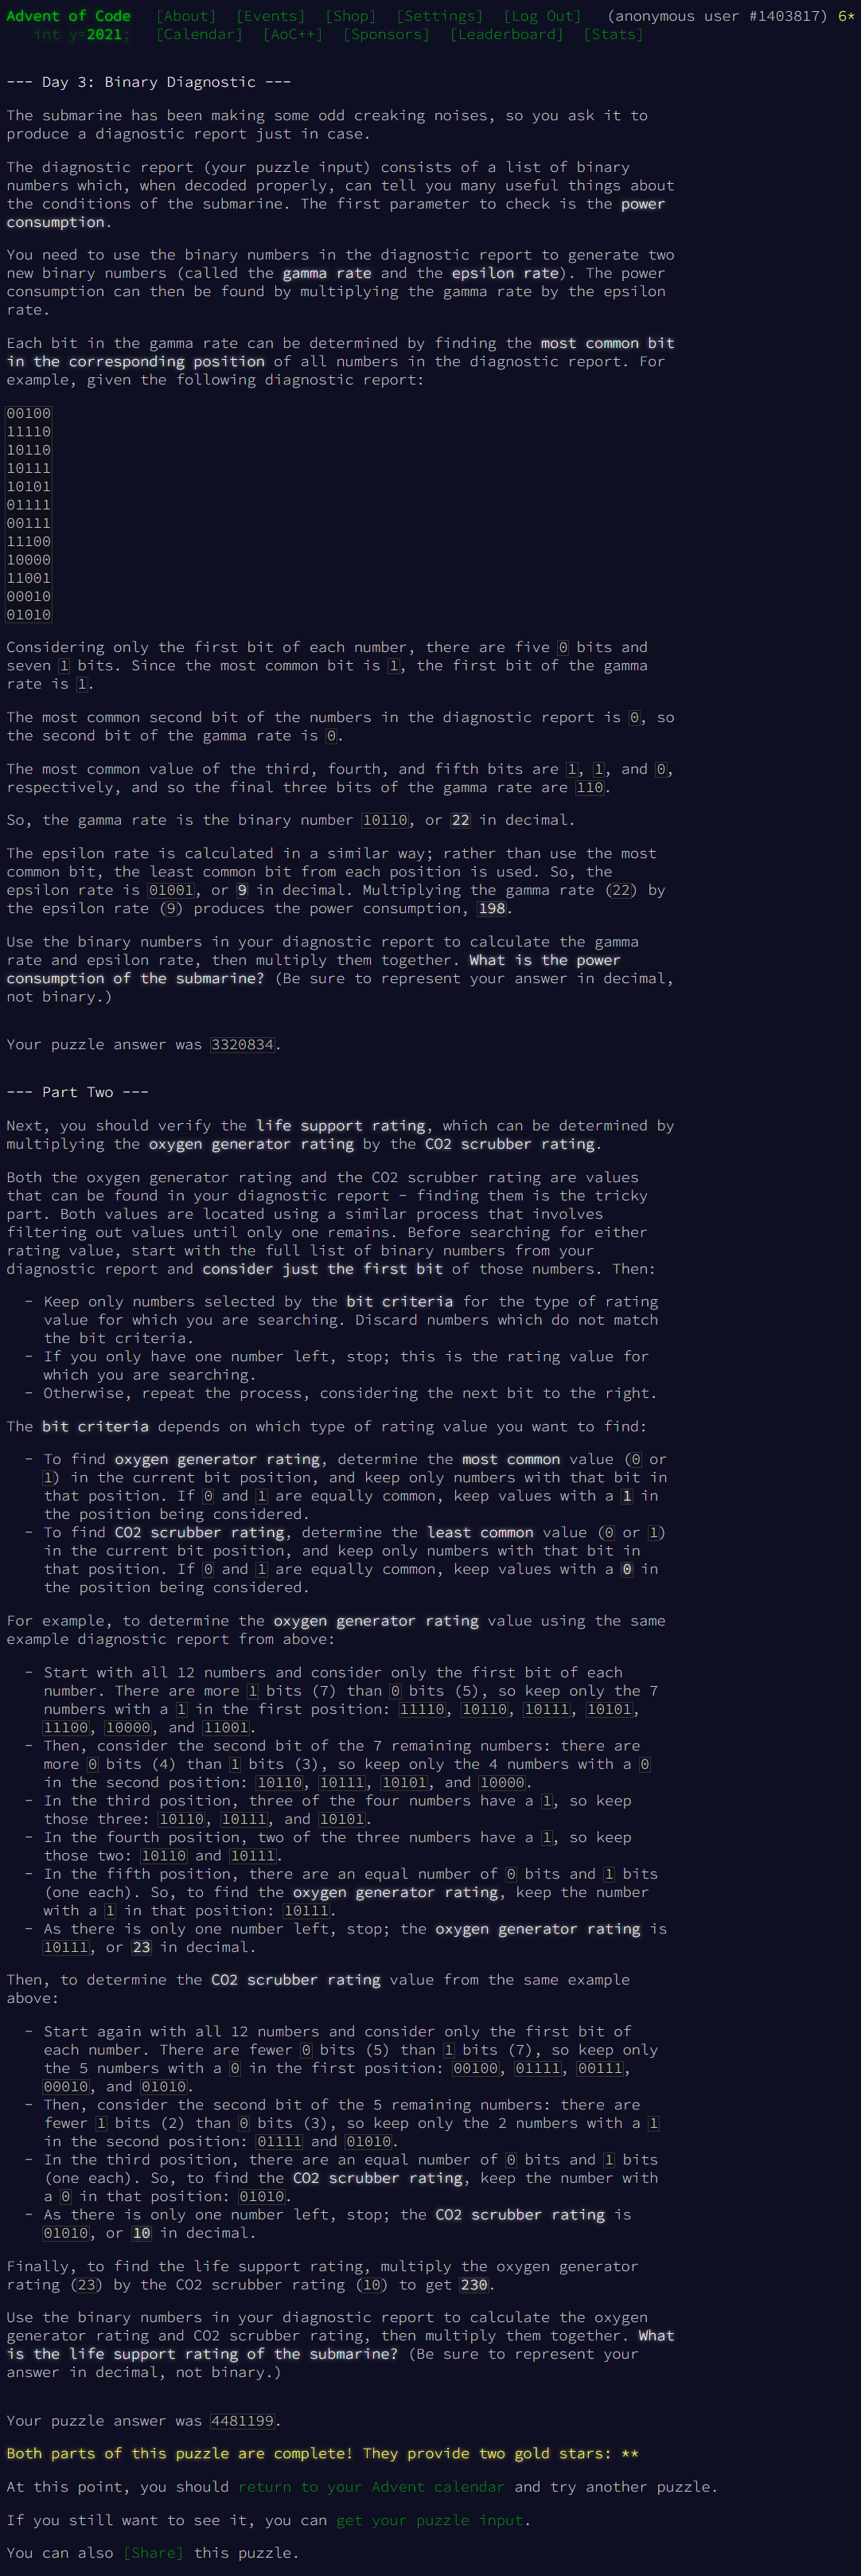 Advent of Code [About] [Events] [Shop] [Settings] [Log Out] (anonymous user #1403817) 6*
int y=2021; [Calendar] [AoC++] [Sponsors] [Leaderboard] [Stats]
--- Day 3: Binary Diagnostic ---
The submarine has been making some odd creaking noises, so you ask it to
produce a diagnostic report just in case.
The diagnostic report (your puzzle input) consists of a list of binary
numbers which, when decoded properly, can tell you many useful things about
the conditions of the submarine. The first parameter to check is the power
consumption.
You need to use the binary numbers in the diagnostic report to generate two
new binary numbers (called the gamma rate and the epsilon rate). The power
consumption can then be found by multiplying the gamma rate by the epsilon
rate.
Each bit in the gamma rate can be determined by finding the most common bit
in the corresponding position of all numbers in the diagnostic report. For
example, given the following diagnostic report:
00100
11110
10110
10111
10101
01111
00111
11100
10000
11001
00010
01010
Considering only the first bit of each number, there are five 0 bits and
seven 1 bits. Since the most common bit is 1, the first bit of the gamma
rate is 1.
The most common second bit of the numbers in the diagnostic report is 0, so
the second bit of the gamma rate is 0.
The most common value of the third, fourth, and fifth bits are 1, 1, and 0,
respectively, and so the final three bits of the gamma rate are 110.
So, the gamma rate is the binary number 10110, or 22 in decimal.
The epsilon rate is calculated in a similar way; rather than use the most
common bit, the least common bit from each position is used. So, the
epsilon rate is 01001, or 9 in decimal. Multiplying the gamma rate (22) by
the epsilon rate (9) produces the power consumption, 198.
Use the binary numbers in your diagnostic report to calculate the gamma
rate and epsilon rate, then multiply them together. What is the power
consumption of the submarine? (Be sure to represent your answer in decimal,
not binary.)
Your puzzle answer was 3320834.
--- Part Two ---
Next, you should verify the life support rating, which can be determined by
multiplying the oxygen generator rating by the CO2 scrubber rating.
Both the oxygen generator rating and the CO2 scrubber rating are values
that can be found in your diagnostic report - finding them is the tricky
part. Both values are located using a similar process that involves
filtering out values until only one remains. Before searching for either
rating value, start with the full list of binary numbers from your
diagnostic report and consider just the first bit of those numbers. Then:
- Keep only numbers selected by the bit criteria for the type of rating
value for which you are searching. Discard numbers which do not match
the bit criteria.
- If you only have one number left, stop; this is the rating value for
which you are searching.
- Otherwise, repeat the process, considering the next bit to the right.
The bit criteria depends on which type of rating value you want to find:
- To find oxygen generator rating, determine the most common value (0 or
1) in the current bit position, and keep only numbers with that bit in
that position. If 0 and 1 are equally common, keep values with a 1 in
the position being considered.
- To find CO2 scrubber rating, determine the least common value (0 or 1)
in the current bit position, and keep only numbers with that bit in
that position. If 0 and 1 are equally common, keep values with a 0 in
the position being considered.
For example, to determine the oxygen generator rating value using the same
example diagnostic report from above:
- Start with all 12 numbers and consider only the first bit of each
number. There are more 1 bits (7) than 0 bits (5), so keep only the 7
numbers with a 1 in the first position: 11110, 10110, 10111, 10101,
11100, 10000, and 11001.
- Then, consider the second bit of the 7 remaining numbers: there are
more 0 bits (4) than 1 bits (3), so keep only the 4 numbers with a 0
in the second position: 10110, 10111, 10101, and 10000.
- In the third position, three of the four numbers have a 1, so keep
those three: 10110, 10111, and 10101.
- In the fourth position, two of the three numbers have a 1, so keep
those two: 10110 and 10111.
- In the fifth position, there are an equal number of 0 bits and 1 bits
(one each). So, to find the oxygen generator rating, keep the number
with a 1 in that position: 10111.
- As there is only one number left, stop; the oxygen generator rating is
10111, or 23 in decimal.
Then, to determine the CO2 scrubber rating value from the same example
above:
- Start again with all 12 numbers and consider only the first bit of
each number. There are fewer 0 bits (5) than 1 bits (7), so keep only
the 5 numbers with a 0 in the first position: 00100, 01111, 00111,
00010, and 01010.
- Then, consider the second bit of the 5 remaining numbers: there are
fewer 1 bits (2) than 0 bits (3), so keep only the 2 numbers with a 1
in the second position: 01111 and 01010.
- In the third position, there are an equal number of 0 bits and 1 bits
(one each). So, to find the CO2 scrubber rating, keep the number with
a 0 in that position: 01010.
- As there is only one number left, stop; the CO2 scrubber rating is
01010, or 10 in decimal.
Finally, to find the life support rating, multiply the oxygen generator
rating (23) by the CO2 scrubber rating (10) to get 230.
Use the binary numbers in your diagnostic report to calculate the oxygen
generator rating and CO2 scrubber rating, then multiply them together. What
is the life support rating of the submarine? (Be sure to represent your
answer in decimal, not binary.)
Your puzzle answer was 4481199.
Both parts of this puzzle are complete! They provide two gold stars: **
At this point, you should return to your Advent calendar and try another puzzle.
If you still want to see it, you can get your puzzle input.
You can also [Share] this puzzle.